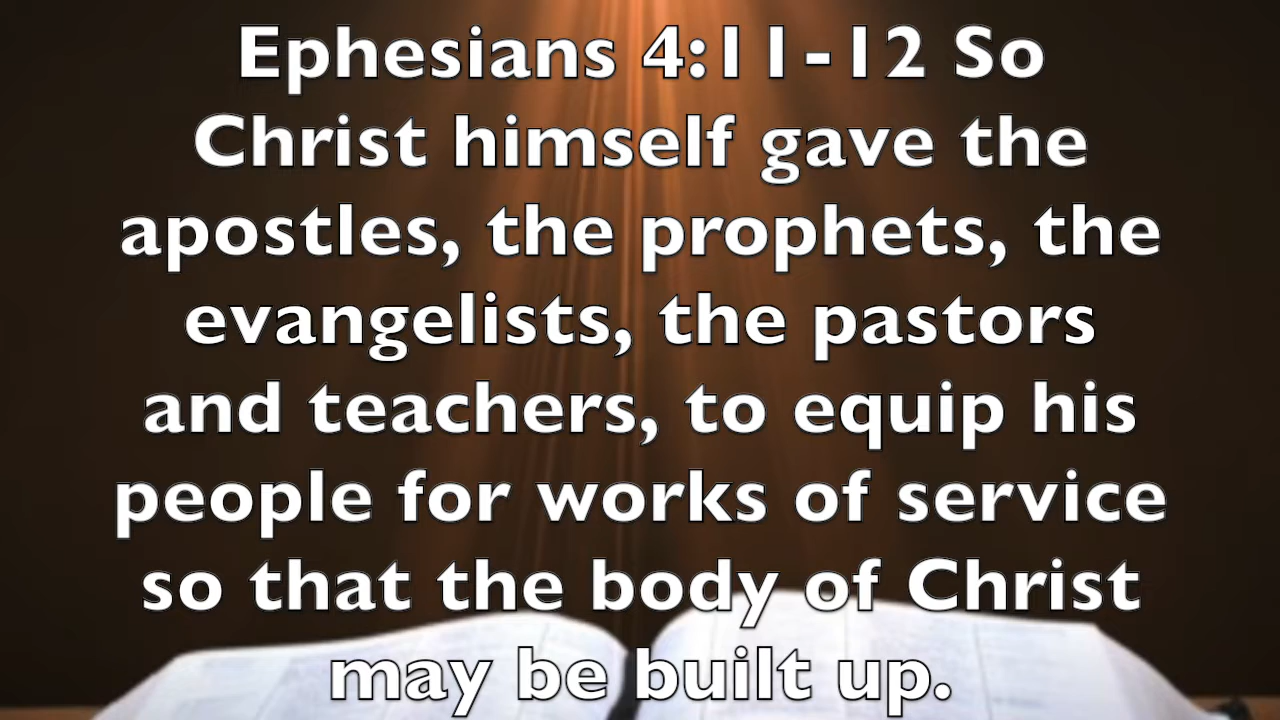 Ephesians 4:11-12 So
Christ himself gave the
apostles, the prophets, the
evangelists, the pastors
and teachers, to equip his
people for works of service
so that the body of Christ
may be built up.